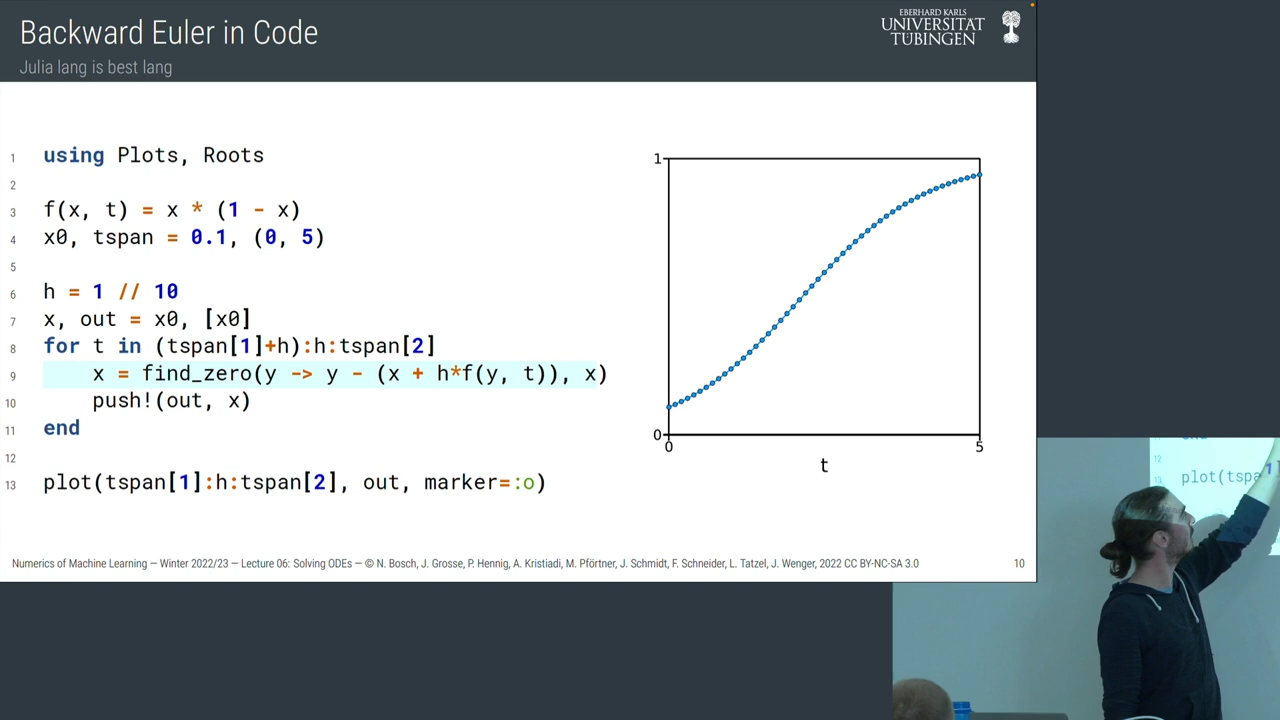 Backward Euler in Code
Julia lang is best lang
EBERHARD KARLS
UNIVERSITÄT
TÜBINGEN
1 using Plots, Roots
2
3 f(x, t) = x * (1 - x)
4 x0, tspan = 0.1, (0, 5)
5
6 h = 1 // 10
7 x, out = x0, [x0]
8 for t in (tspan[1]+h):h:tspan[2]
9 x = find_zero(y -> y - (x + h*f(y, t)), x)
10 push!(out, x)
11 end
12
13 plot(tspan[1]:h:tspan[2], out, marker=:o)
1
0
0 5
t
Numerics of Machine Learning — Winter 2022/23 — Lecture 06: Solving ODEs — © N. Bosch, J. Grosse, P. Hennig, A. Kristiadi, M. Pförtner, J. Schmidt, F. Schneider, L. Tatzel, J. Wenger, 2022 CC BY-NC-SA 3.0 10
12
plot(tspa 1]